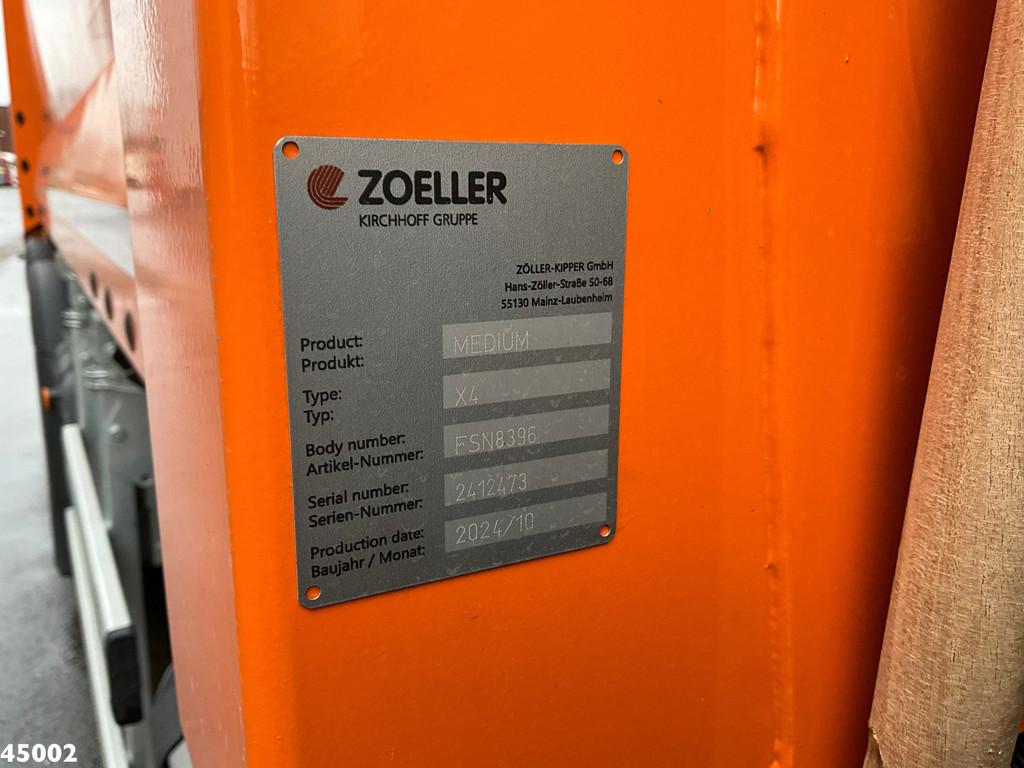 ZOELLER
KIRCHHOFF GRUPPE
ZÖLLER-KIPPER GmbH
Hans-Zöller-Straße 50-68
55130 Mainz-Laubenheim
Product:
Produkt:
MEDIUM
Type:
Typ:
X4
Body number:
Artikel-Nummer:
FSN8396
Serial number:
Serien-Nummer:
2412473
Production date:
Baujahr / Monat:
2024/10
45002